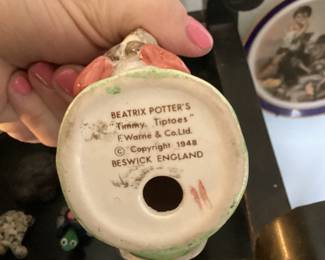 BEATRIX POTTER'S
"Timmy Tiptoes"
F. Warne & Co. Ltd.
© Copyright 1948
BESWICK ENGLAND